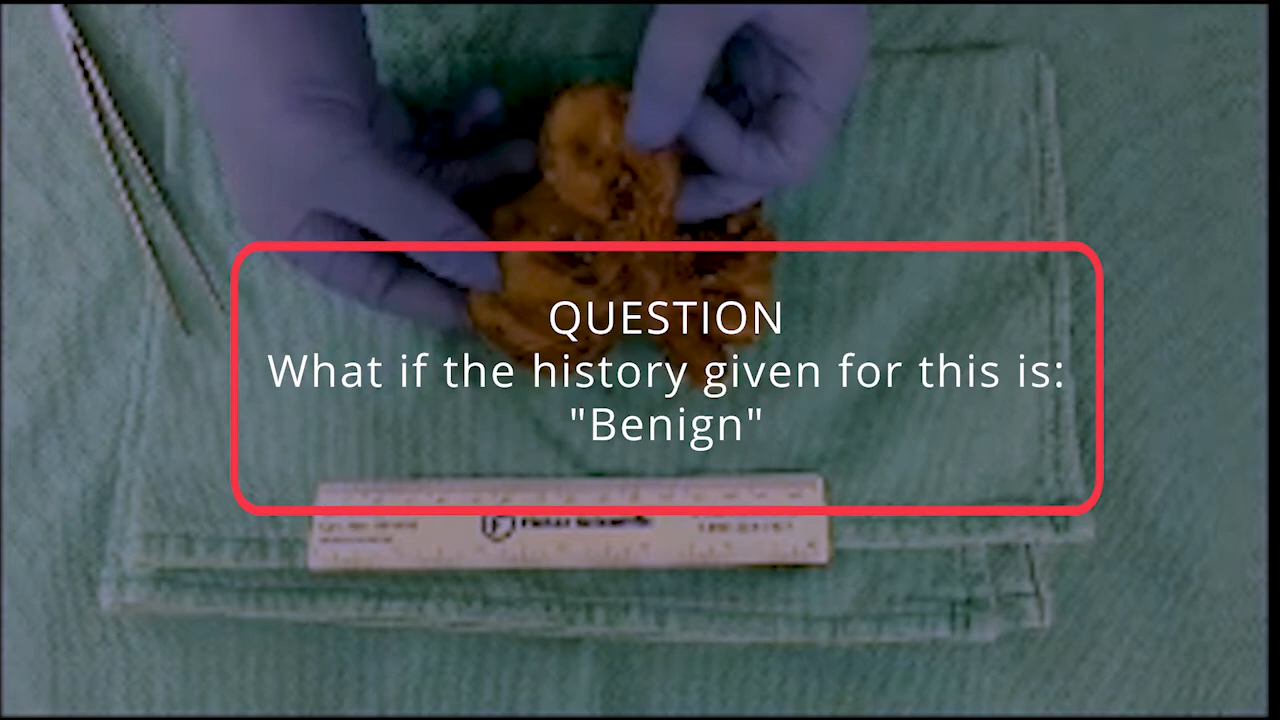 QUESTION
What if the history given for this is:
"Benign"